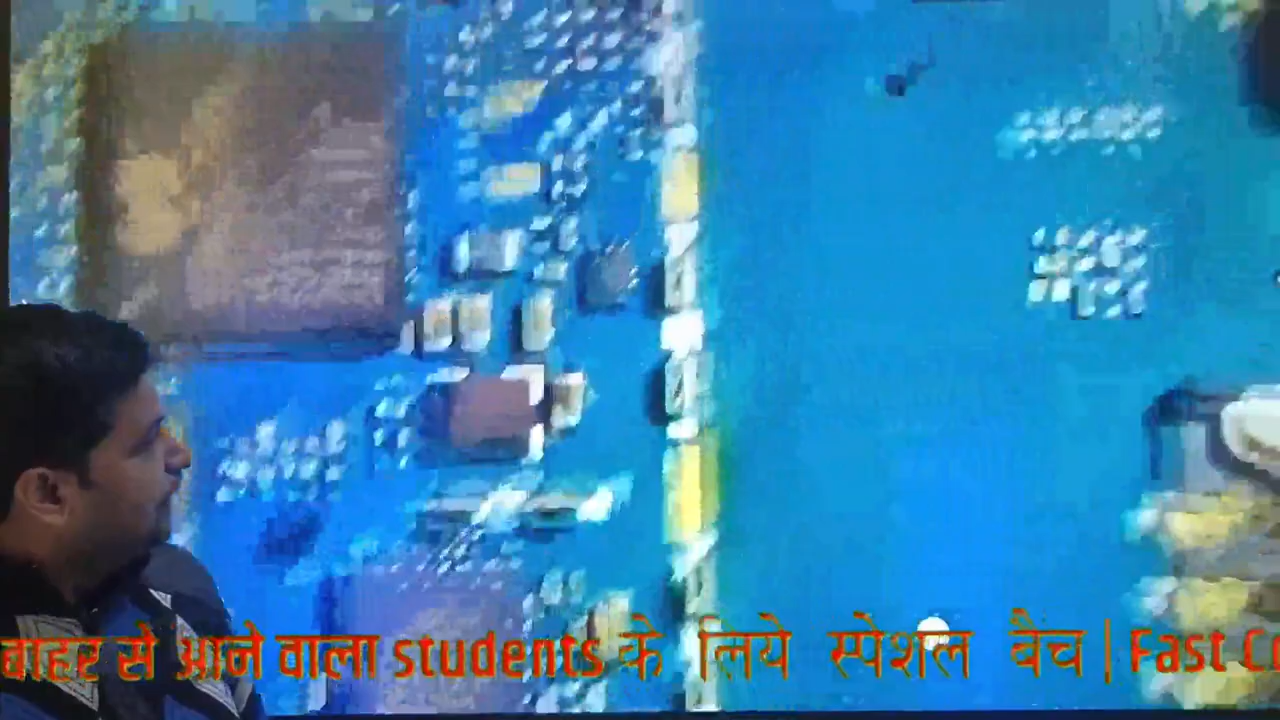 बाहर से आने वाला students के लिये स्पेशल बैच | Fast